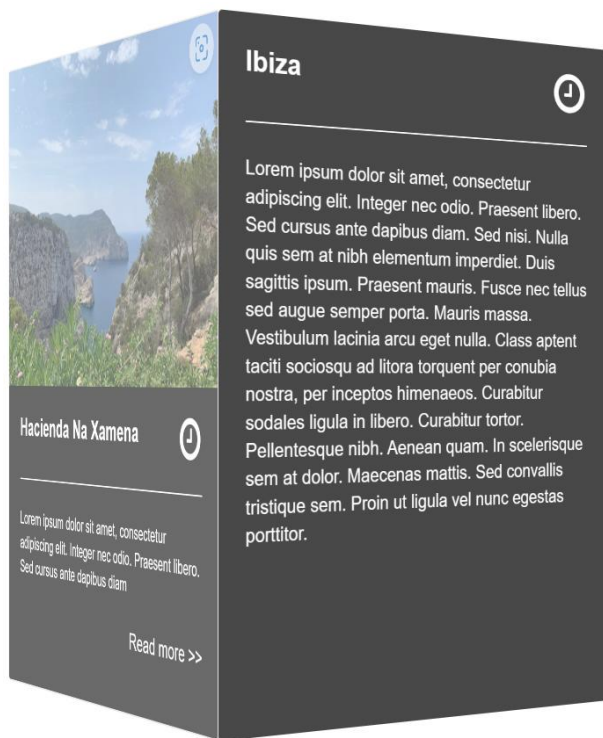 Hacienda Na Xamena
Lorem ipsum dolor sit amet, consectetur
adipiscing elit. Integer nec odio. Praesent libero.
Sed cursus ante dapibus diam
Read more >>
Ibiza
Lorem ipsum dolor sit amet, consectetur
adipiscing elit. Integer nec odio. Praesent libero.
Sed cursus ante dapibus diam. Sed nisi. Nulla
quis sem at nibh elementum imperdiet. Duis
sagittis ipsum. Praesent mauris. Fusce nec tellus
sed augue semper porta. Mauris massa.
Vestibulum lacinia arcu eget nulla. Class aptent
taciti sociosqu ad litora torquent per conubia
nostra, per inceptos himenaeos. Curabitur
sodales ligula in libero. Curabitur tortor.
Pellentesque nibh. Aenean quam. In scelerisque
sem at dolor. Maecenas mattis. Sed convallis
tristique sem. Proin ut ligula vel nunc egestas
porttitor.